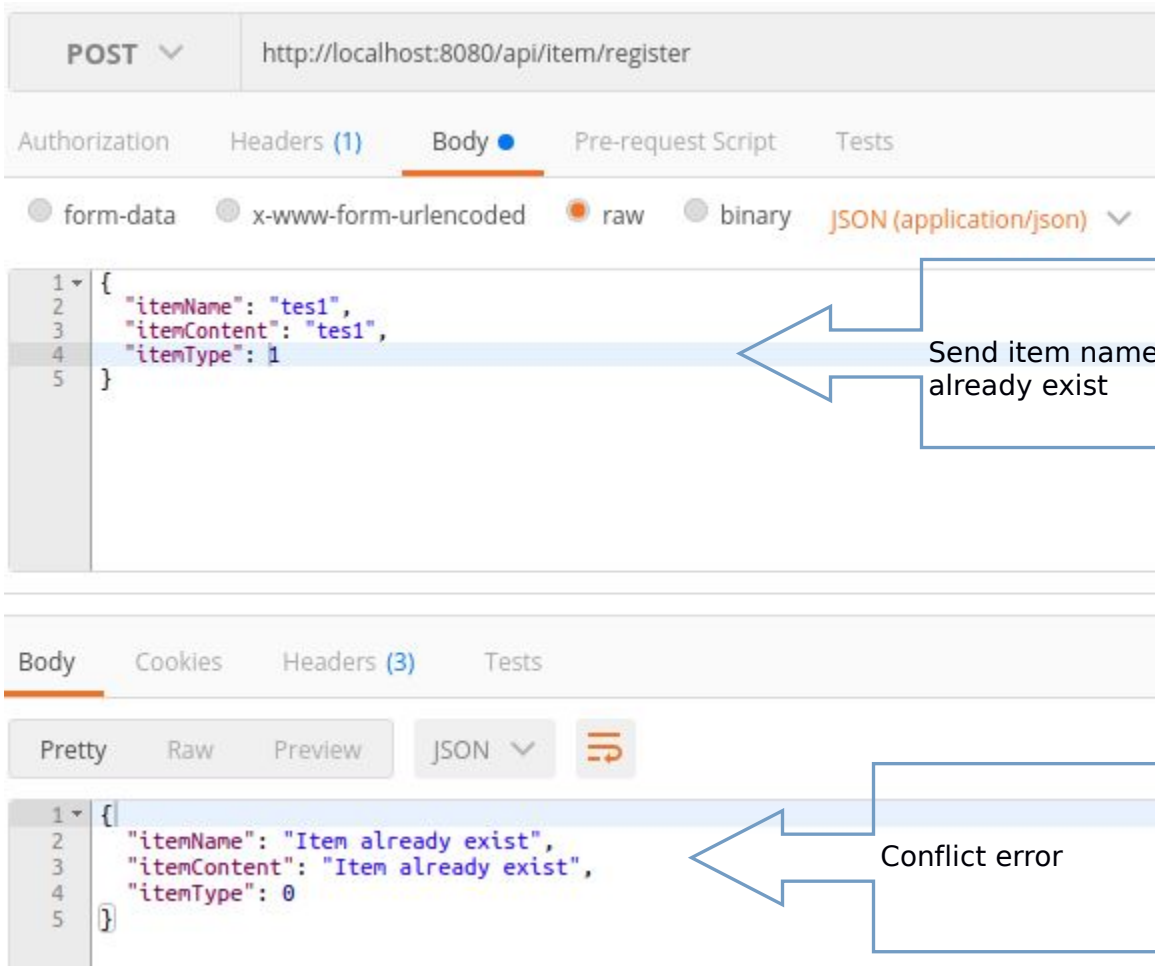 POST http://localhost:8080/api/item/register
Authorization Headers (1) Body Pre-request Script Tests
form-data x-www-form-urlencoded raw binary JSON (application/json)
1 {
2 "itemName": "tes1",
3 "itemContent": "tes1",
4 "itemType": 1
5 }
Send item name
already exist
Body Cookies Headers (3) Tests
Pretty Raw Preview JSON
1 {
2 "itemName": "Item already exist",
3 "itemContent": "Item already exist",
4 "itemType": 0
5 }
Conflict error